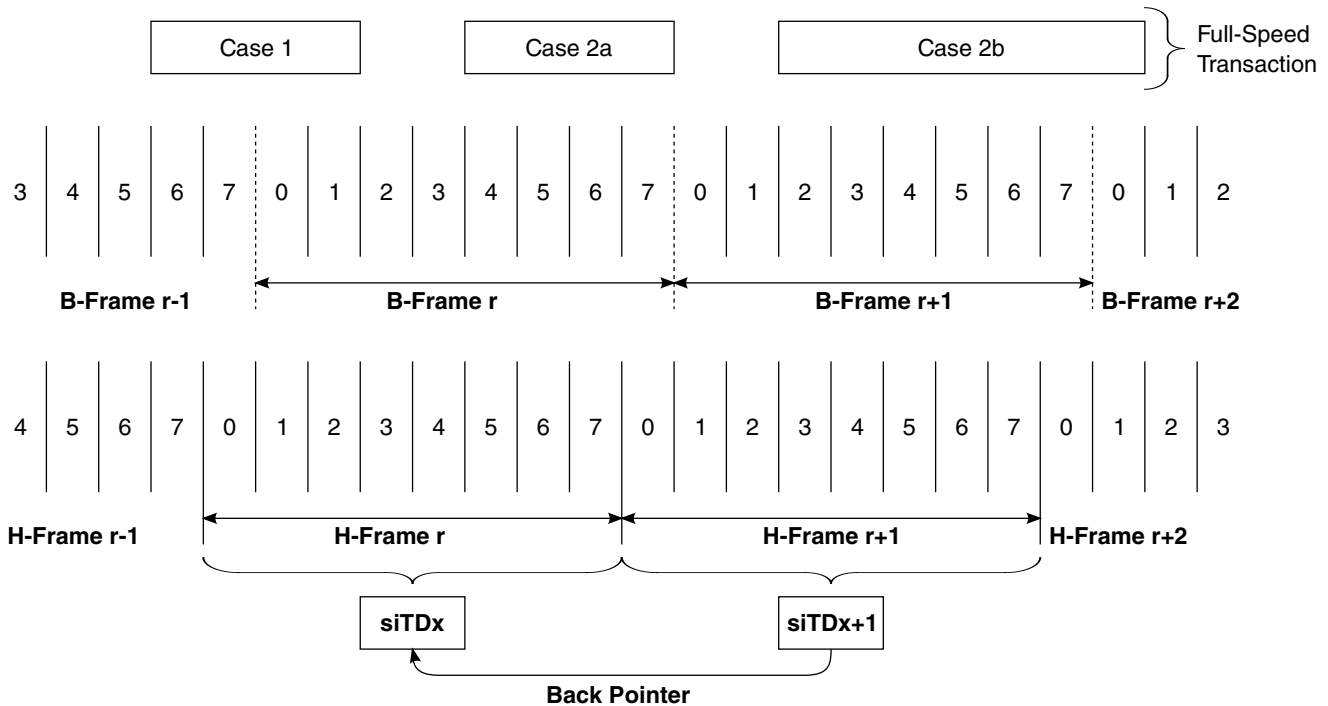 Case 1 Case 2a Case 2b Full-Speed
Transaction
3 4 5 6 7 0 1 2 3 4 5 6 7 0 1 2 3 4 5 6 7 0 1 2
B-Frame r-1 B-Frame r B-Frame r+1 B-Frame r+2
4 5 6 7 0 1 2 3 4 5 6 7 0 1 2 3 4 5 6 7 0 1 2 3
H-Frame r-1 H-Frame r H-Frame r+1 H-Frame r+2
siTDx siTDx+1
Back Pointer